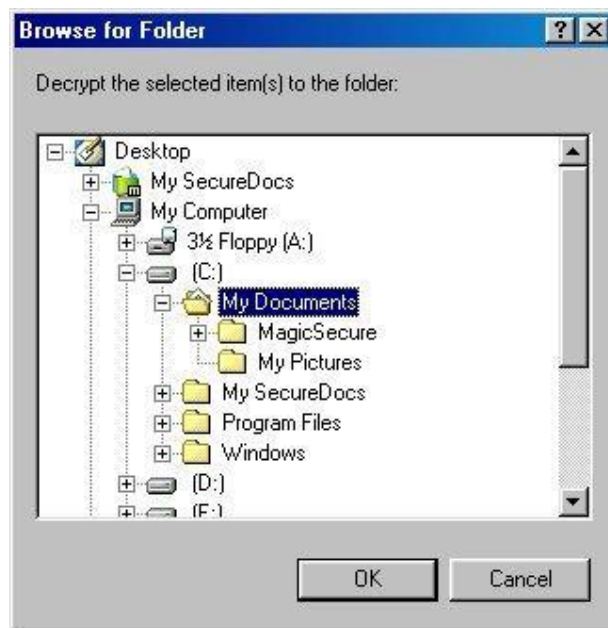 Browse for Folder
Decrypt the selected item(s) to the folder:
Desktop
My SecureDocs
My Computer
3½ Floppy (A:)
(C:)
My Documents
MagicSecure
My Pictures
My SecureDocs
Program Files
Windows
(D:)
OK Cancel